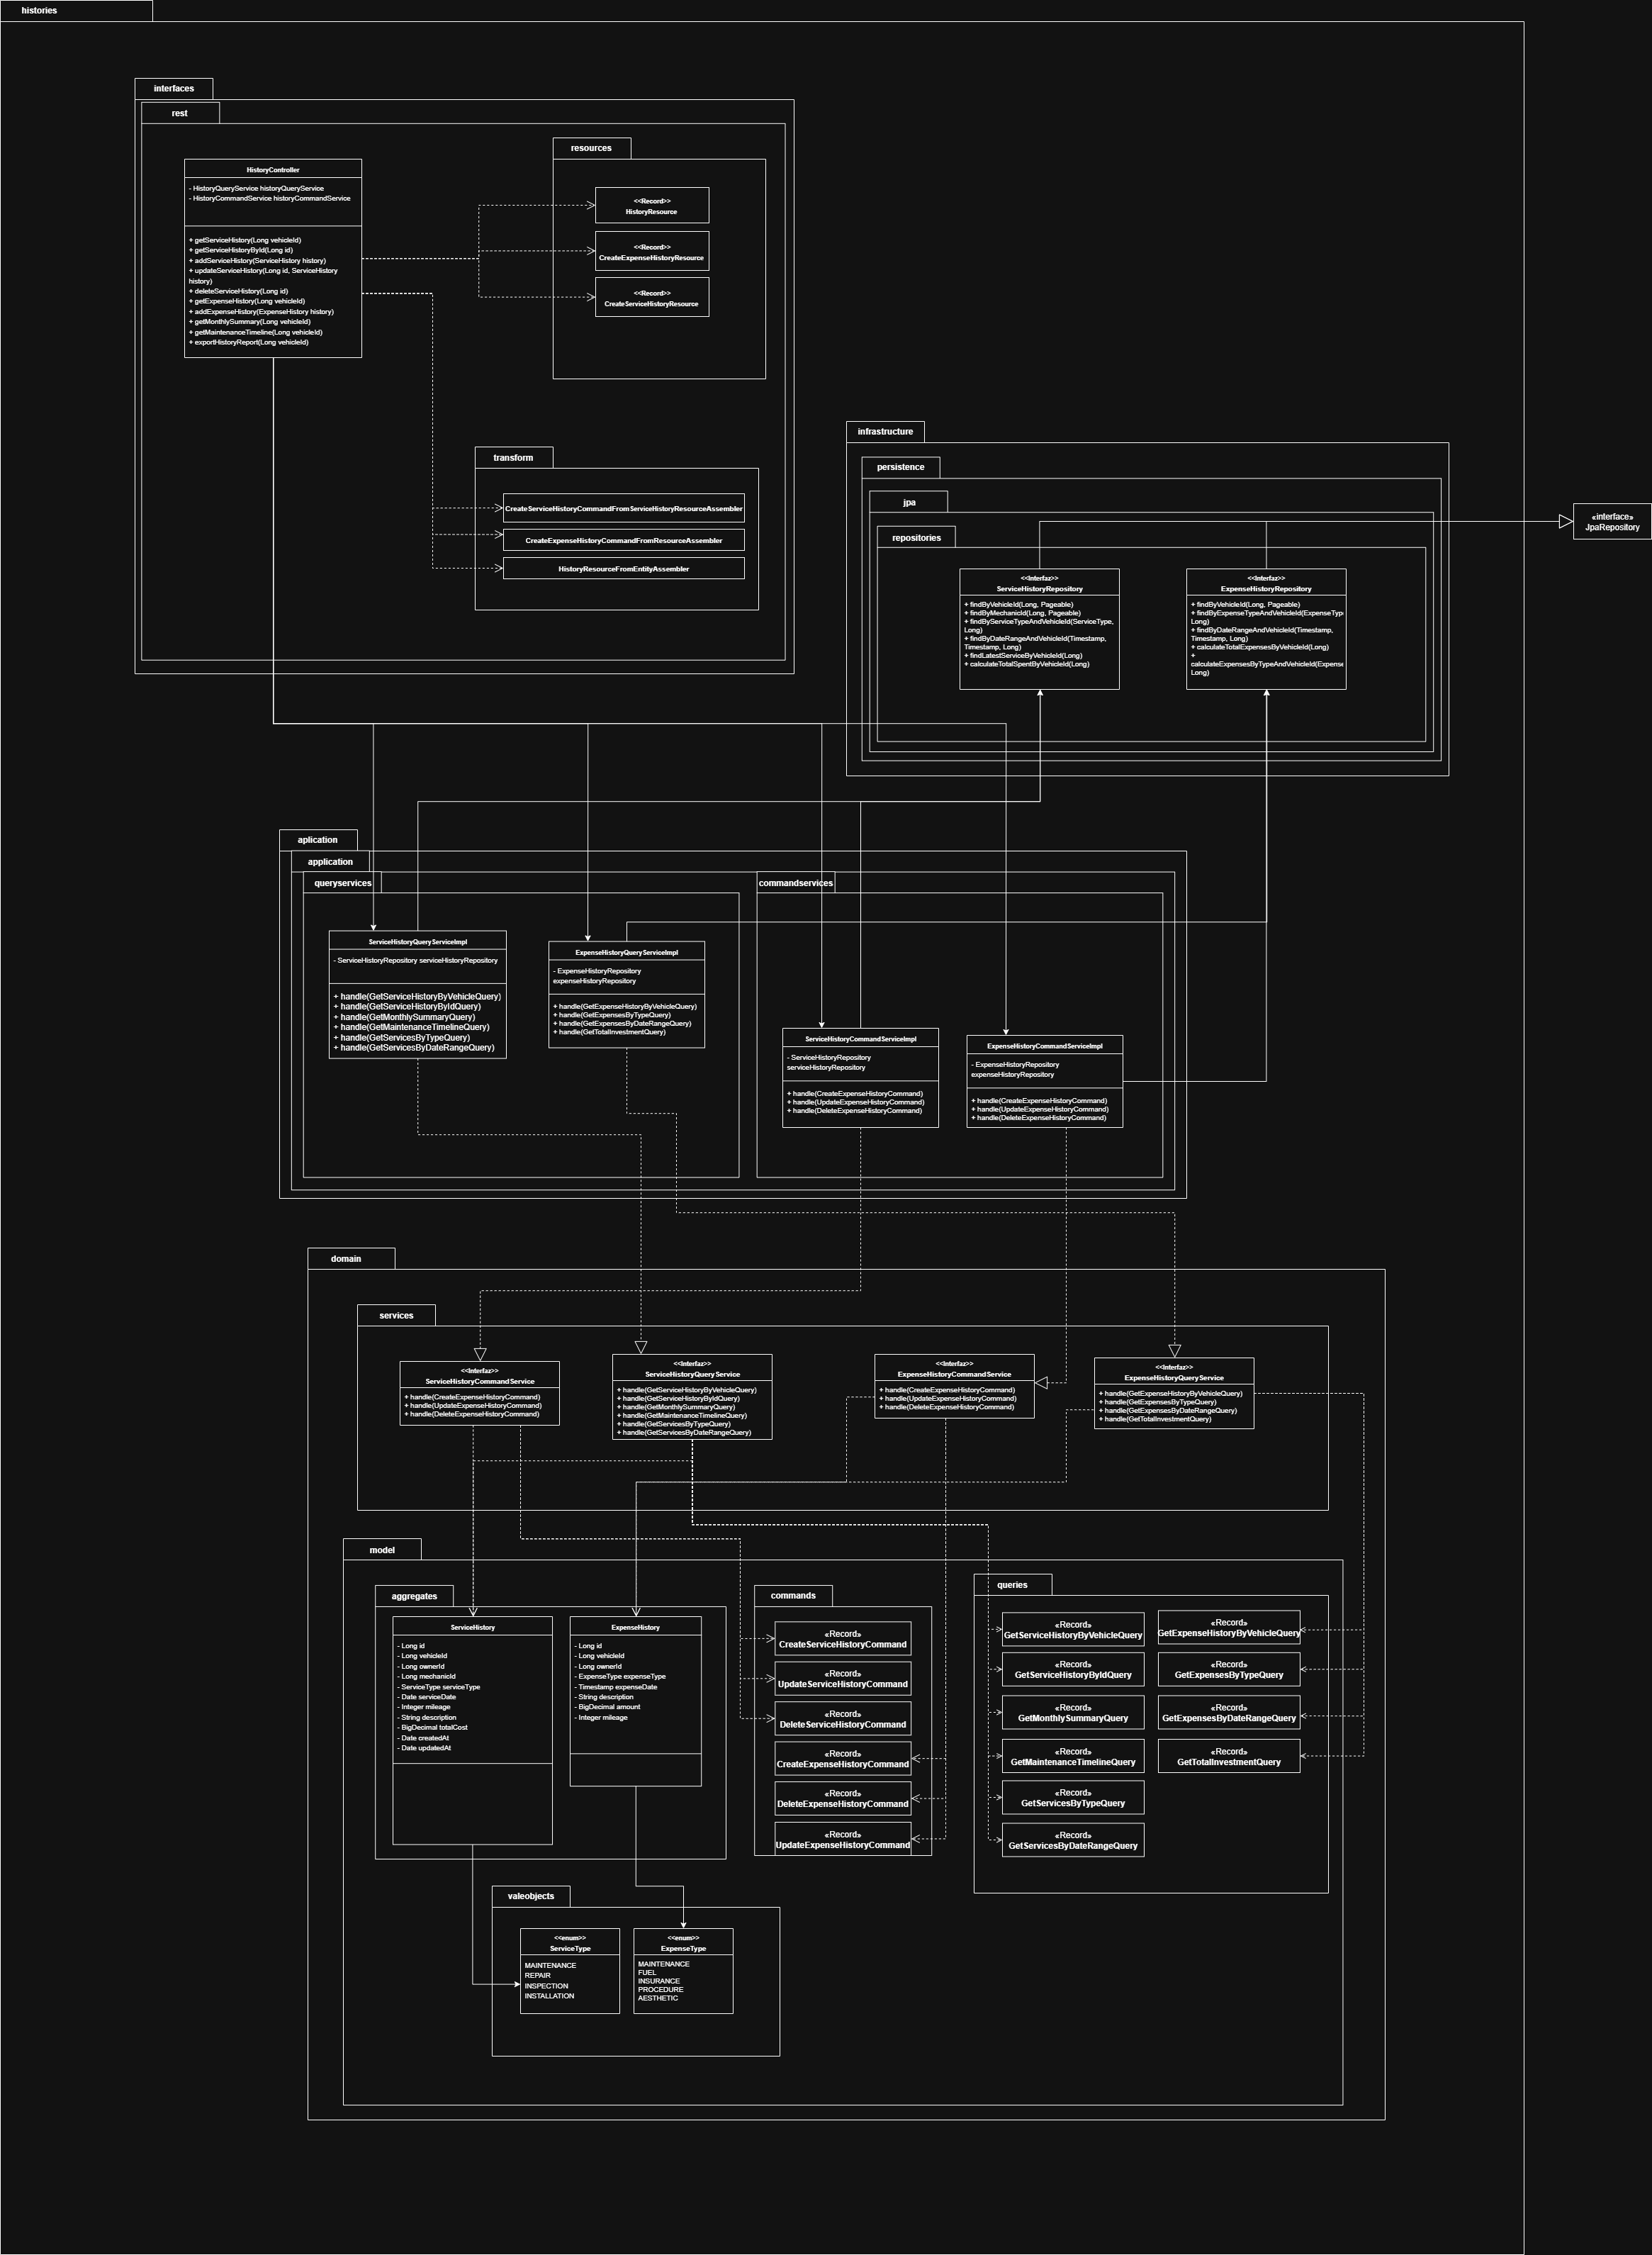 histories
interfaces
rest
HistoryController
- HistoryQueryService historyQueryService
- HistoryCommandService historyCommandService
+ getServiceHistory(Long vehicleId)
+ getServiceHistoryById(Long id)
+ addServiceHistory(ServiceHistory history)
+ updateServiceHistory(Long id, ServiceHistory
history)
+ deleteServiceHistory(Long id)
+ getExpenseHistory(Long vehicleId)
+ addExpenseHistory(ExpenseHistory history)
+ getMonthlySummary(Long vehicleId)
+ getMaintenanceTimeline(Long vehicleId)
+ exportHistoryReport(Long vehicleId)
resources
<<Record>>
HistoryResource
<<Record>>
CreateExpenseHistoryResource
<<Record>>
CreateServiceHistoryResource
transform
CreateServiceHistoryCommandFromServiceHistoryResourceAssembler
CreateExpenseHistoryCommandFromResourceAssembler
HistoryResourceFromEntityAssembler
infrastructure
persistence
jpa
repositories
<<Interfaz>>
ServiceHistoryRepository
+ findByVehicleId(Long, Pageable)
+ findByMechanicId(Long, Pageable)
+ findByServiceTypeAndVehicleId(ServiceType,
Long)
+ findByDateRangeAndVehicleId(Timestamp,
Timestamp, Long)
+ findLatestServiceByVehicleId(Long)
+ calculateTotalSpentByVehicleId(Long)
<<Interfaz>>
ExpenseHistoryRepository
+ findByVehicleId(Long, Pageable)
+ findByExpenseTypeAndVehicleId(ExpenseType
Long)
+ findByDateRangeAndVehicleId(Timestamp,
Timestamp, Long)
+ calculateTotalExpensesByVehicleId(Long)
+
calculateExpensesByTypeAndVehicleId(Expense
Long)
«interface»
JpaRepository
aplication
application
queryservices
ServiceHistoryQueryServiceImpl
- ServiceHistoryRepository serviceHistoryRepository
+ handle(GetServiceHistoryByVehicleQuery)
+ handle(GetServiceHistoryByIdQuery)
+ handle(GetMonthlySummaryQuery)
+ handle(GetMaintenanceTimelineQuery)
+ handle(GetServicesByTypeQuery)
+ handle(GetServicesByDateRangeQuery)
ExpenseHistoryQueryServiceImpl
- ExpenseHistoryRepository
expenseHistoryRepository
+ handle(GetExpenseHistoryByVehicleQuery)
+ handle(GetExpensesByTypeQuery)
+ handle(GetExpensesByDateRangeQuery)
+ handle(GetTotalInvestmentQuery)
commandservices
ServiceHistoryCommandServiceImpl
- ServiceHistoryRepository
serviceHistoryRepository
+ handle(CreateExpenseHistoryCommand)
+ handle(UpdateExpenseHistoryCommand)
+ handle(DeleteExpenseHistoryCommand)
ExpenseHistoryCommandServiceImpl
- ExpenseHistoryRepository
expenseHistoryRepository
+ handle(CreateExpenseHistoryCommand)
+ handle(UpdateExpenseHistoryCommand)
+ handle(DeleteExpenseHistoryCommand)
domain
services
<<Interfaz>>
ServiceHistoryCommandService
+ handle(CreateExpenseHistoryCommand)
+ handle(UpdateExpenseHistoryCommand)
+ handle(DeleteExpenseHistoryCommand)
<<Interfaz>>
ServiceHistoryQueryService
+ handle(GetServiceHistoryByVehicleQuery)
+ handle(GetServiceHistoryByIdQuery)
+ handle(GetMonthlySummaryQuery)
+ handle(GetMaintenanceTimelineQuery)
+ handle(GetServicesByTypeQuery)
+ handle(GetServicesByDateRangeQuery)
<<Interfaz>>
ExpenseHistoryCommandService
+ handle(CreateExpenseHistoryCommand)
+ handle(UpdateExpenseHistoryCommand)
+ handle(DeleteExpenseHistoryCommand)
<<Interfaz>>
ExpenseHistoryQueryService
+ handle(GetExpenseHistoryByVehicleQuery)
+ handle(GetExpensesByTypeQuery)
+ handle(GetExpensesByDateRangeQuery)
+ handle(GetTotalInvestmentQuery)
model
aggregates
ServiceHistory
- Long id
- Long vehicleId
- Long ownerId
- Long mechanicId
- ServiceType serviceType
- Date serviceDate
- Integer mileage
- String description
- BigDecimal totalCost
- Date createdAt
- Date updatedAt
ExpenseHistory
- Long id
- Long vehicleId
- Long ownerId
- ExpenseType expenseType
- Timestamp expenseDate
- String description
- BigDecimal amount
- Integer mileage
commands
«Record»
CreateServiceHistoryCommand
«Record»
UpdateServiceHistoryCommand
«Record»
DeleteServiceHistoryCommand
«Record»
CreateExpenseHistoryCommand
«Record»
DeleteExpenseHistoryCommand
«Record»
UpdateExpenseHistoryCommand
queries
«Record»
GetServiceHistoryByVehicleQuery
«Record»
GetServiceHistoryByIdQuery
«Record»
GetMonthlySummaryQuery
«Record»
GetMaintenanceTimelineQuery
«Record»
GetServicesByTypeQuery
«Record»
GetServicesByDateRangeQuery
«Record»
GetExpenseHistoryByVehicleQuery
«Record»
GetExpensesByTypeQuery
«Record»
GetExpensesByDateRangeQuery
«Record»
GetTotalInvestmentQuery
valeobjects
<<enum>>
ServiceType
MAINTENANCE
REPAIR
INSPECTION
INSTALLATION
<<enum>>
ExpenseType
MAINTENANCE
FUEL
INSURANCE
PROCEDURE
AESTHETIC